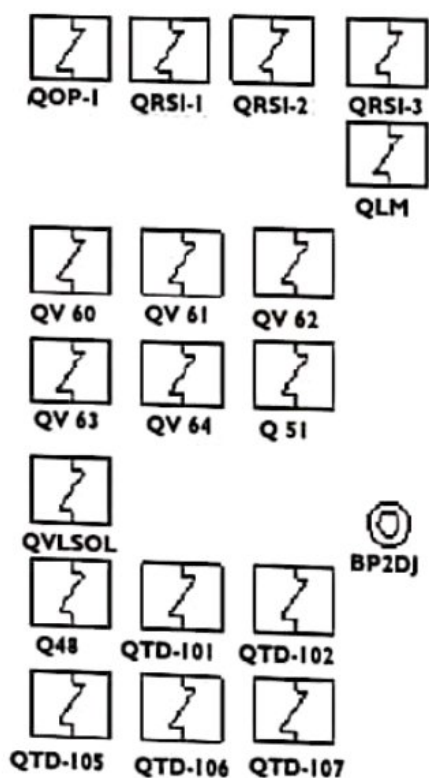 QOP-1 QRSI-1 QRSI-2 QRSI-3
QLM
QV 60 QV 61 QV 62
QV 63 QV 64 Q 51
QVLSOL
BP2DJ
Q48 QTD-101 QTD-102
QTD-105 QTD-106 QTD-107